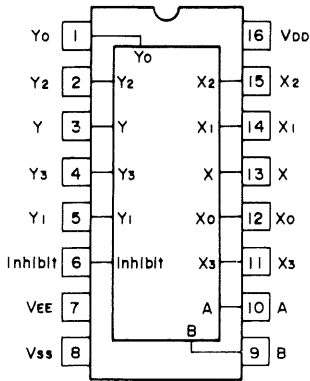 Y0 1 16 VDD
Y0
Y2 2 Y2 X2 15 X2
Y 3 Y X1 14 X1
Y3 4 Y3 X 13 X
Y1 5 Y1 X0 12 X0
Inhibit 6 Inhibit X3 11 X3
VEE 7 A 10 A
B
VSS 8 9 B